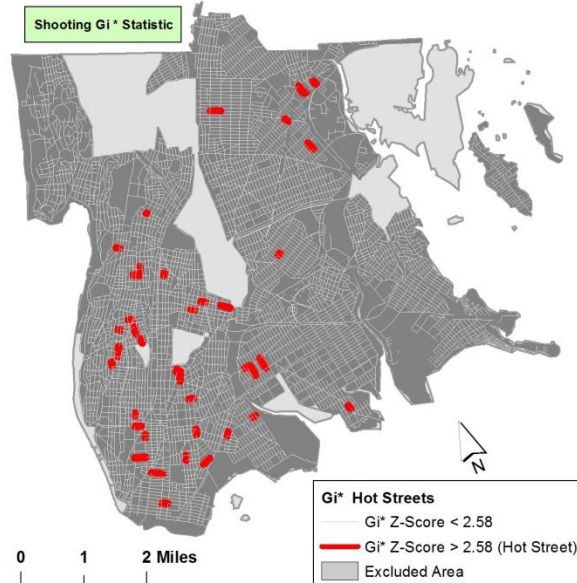 Shooting Gi * Statistic
N
Gi* Hot Streets
Gi* Z-Score < 2.58
Gi* Z-Score > 2.58 (Hot Street)
Excluded Area
0 1 2 Miles